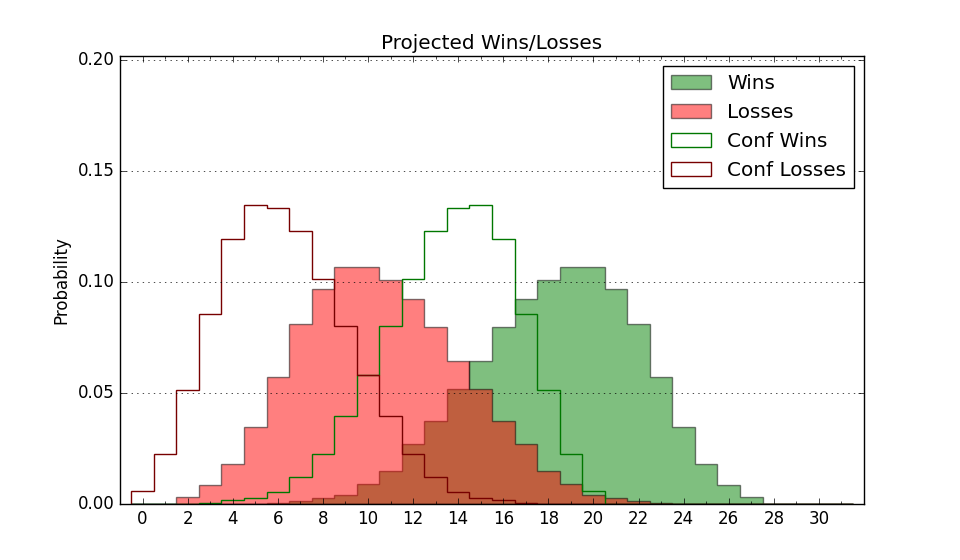 Projected Wins/Losses
0.20
0.15
0.10
0.05
0.00
Probability
Wins
Losses
Conf Wins
Conf Losses
0 2 4 6 8 10 12 14 16 18 20 22 24 26 28 30